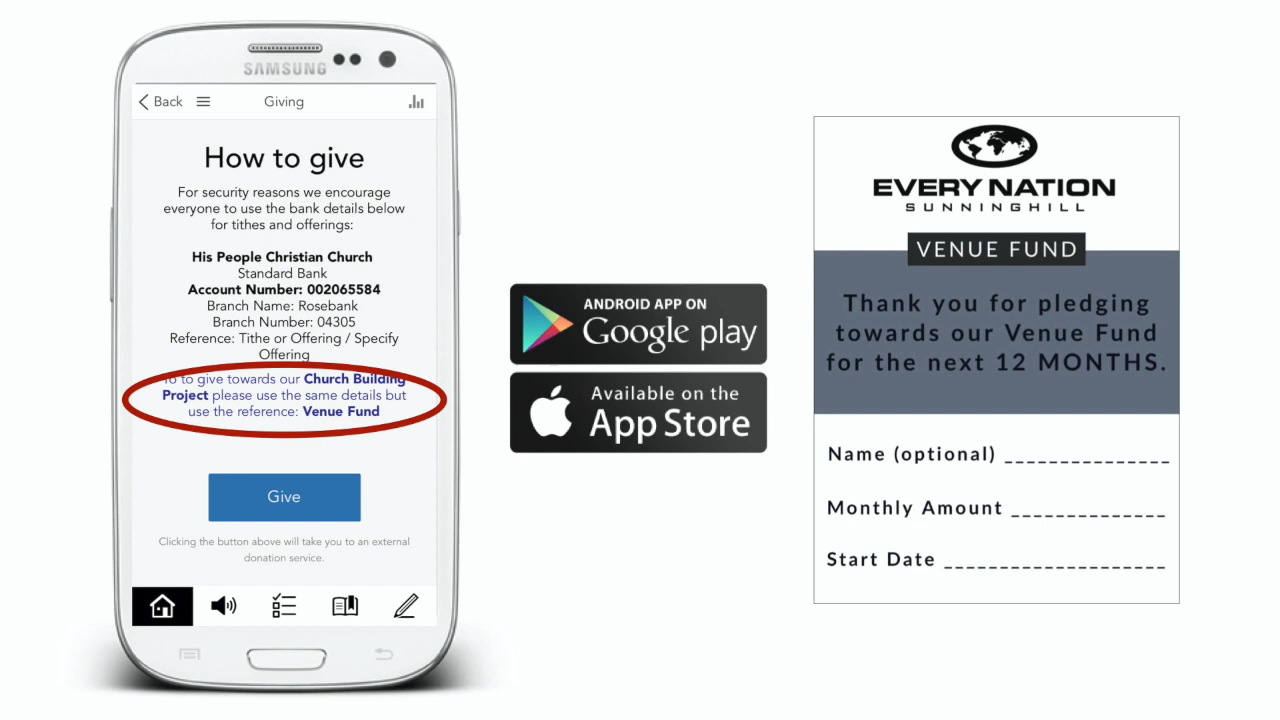 SAMSUNG
Back
Giving
How to give
For security reasons we encourage
everyone to use the bank details below
for tithes and offerings:
His People Christian Church
Standard Bank
Account Number: 002065584
Branch Name: Rosebank
Branch Number: 04305
Reference: Tithe or Offering / Specify
Offering
To to give towards our Church Building
Project please use the same details but
use the reference: Venue Fund
Give
Clicking the button above will take you to an external
donation service.
ANDROID APP ON
Google play
Available on the
App Store
EVERY NATION
SUNNINGHILL
VENUE FUND
Thank you for pledging
towards our Venue Fund
for the next 12 MONTHS.
Name (optional) _______________
Monthly Amount ______________
Start Date ____________________